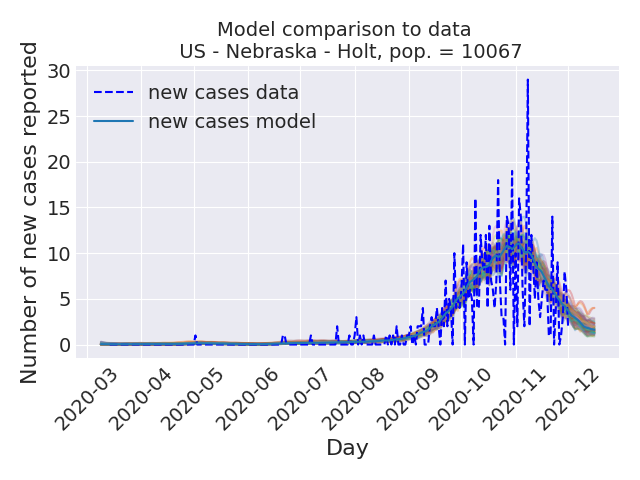 Model comparison to data
US - Nebraska - Holt, pop. = 10067
Number of new cases reported
30
25
20
15
10
5
0
new cases data
new cases model
2020-03
2020-04
2020-05
2020-06
2020-07
2020-08
2020-09
2020-10
2020-11
2020-12
Day